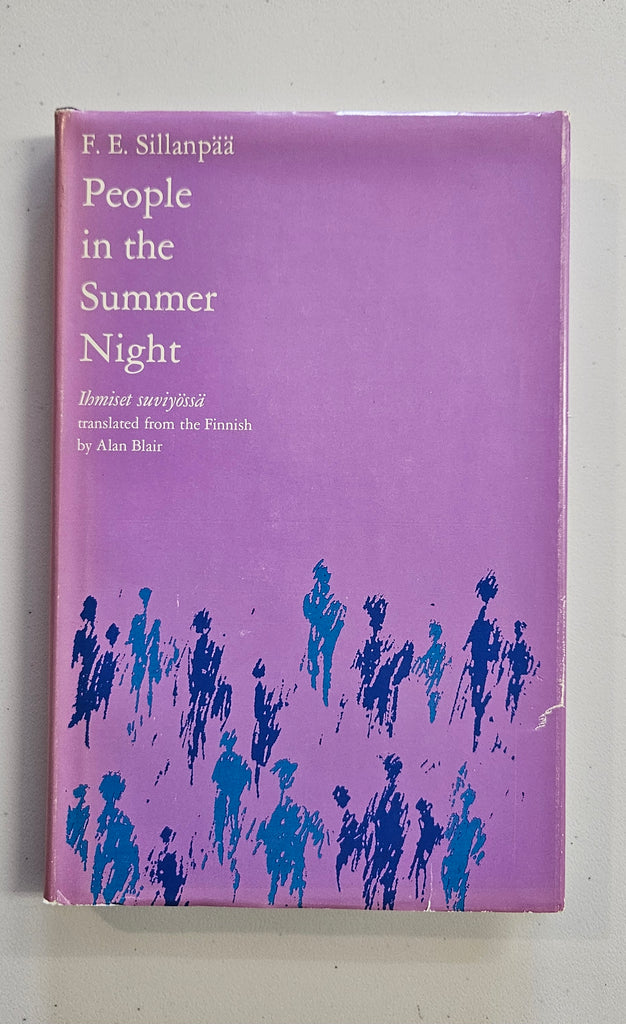 F. E. Sillanpää
People
in the
Summer
Night
Ihmiset suviyössä
translated from the Finnish
by Alan Blair